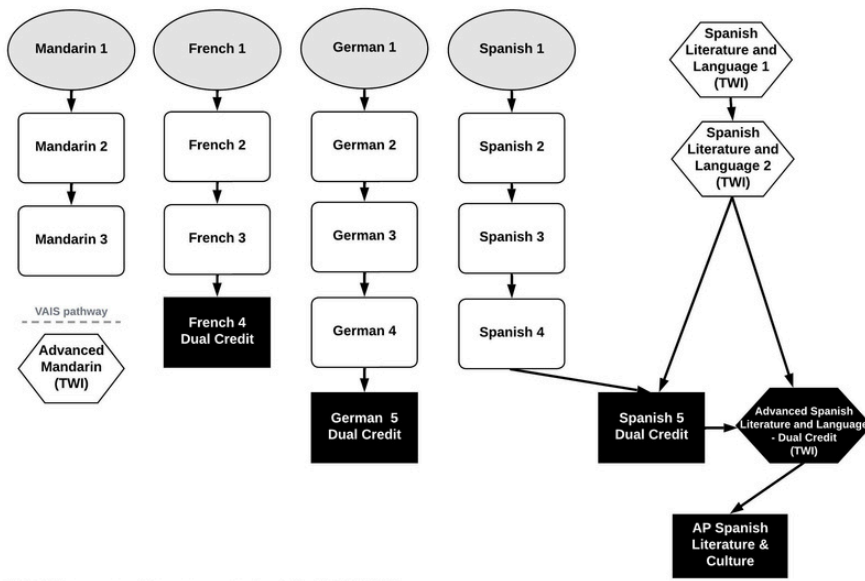 Mandarin 1
French 1
German 1
Spanish 1
Spanish
Literature and
Language 1
(TWI)
Mandarin 2
French 2
German 2
Spanish 2
Spanish
Literature and
Language 2
(TWI)
Mandarin 3
French 3
German 3
Spanish 3
VAIS pathway
Advanced
Mandarin
(TWI)
French 4
Dual Credit
German 4
Spanish 4
German 5
Dual Credit
Spanish 5
Dual Credit
Advanced Spanish
Literature and Language
- Dual Credit
(TWI)
AP Spanish
Literature &
Culture